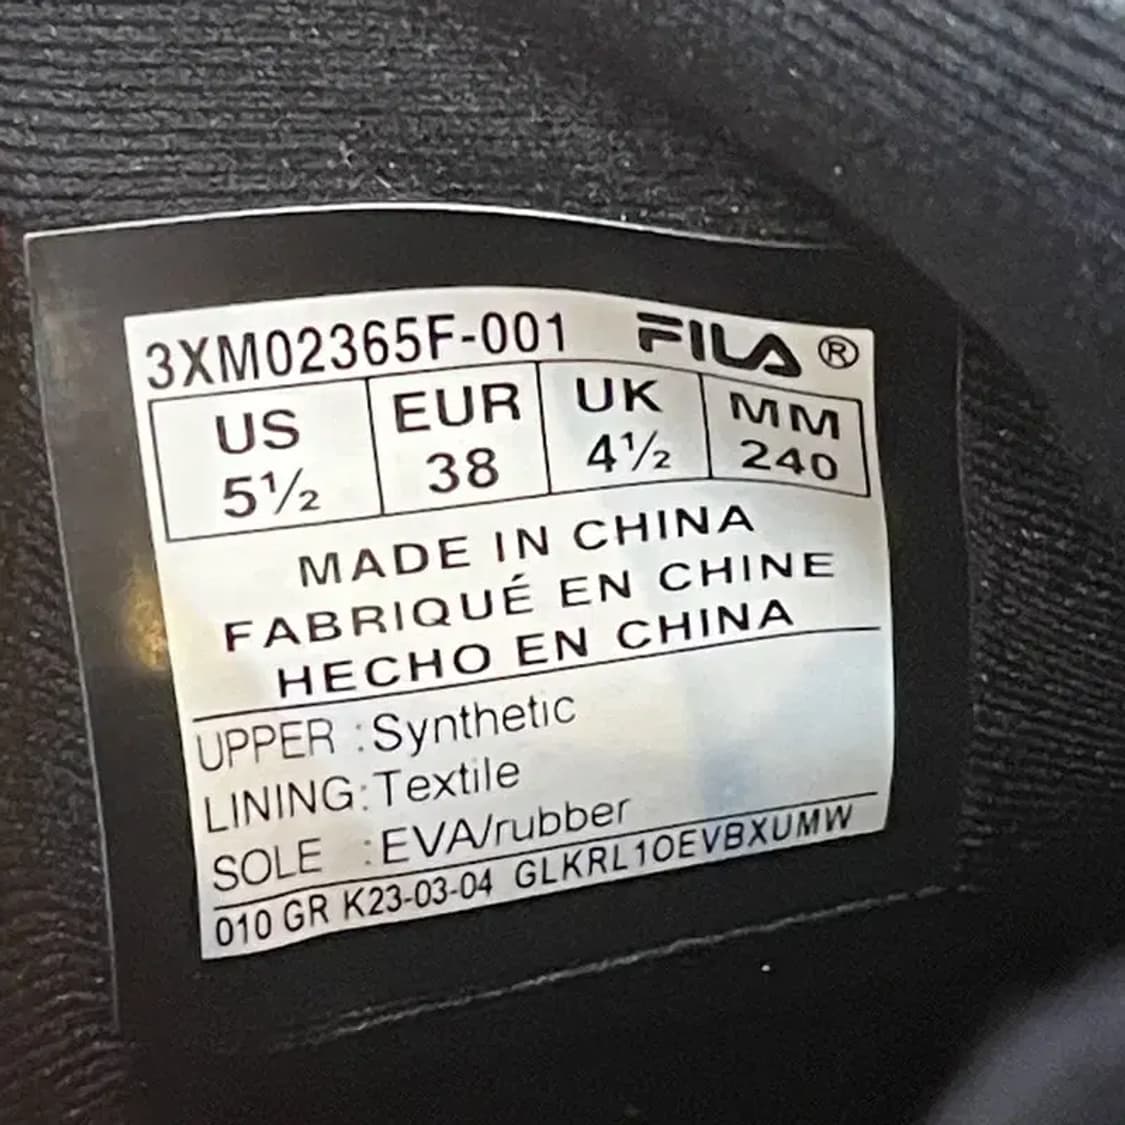 3XM02365F-001 FILA ®
US EUR UK MM
5½ 38 4½ 240
MADE IN CHINA
FABRIQUÉ EN CHINE
HECHO EN CHINA
UPPER :Synthetic
LINING:Textile
SOLE :EVA/rubber
010 GR K23-03-04 GLKRL10EVBXUMW